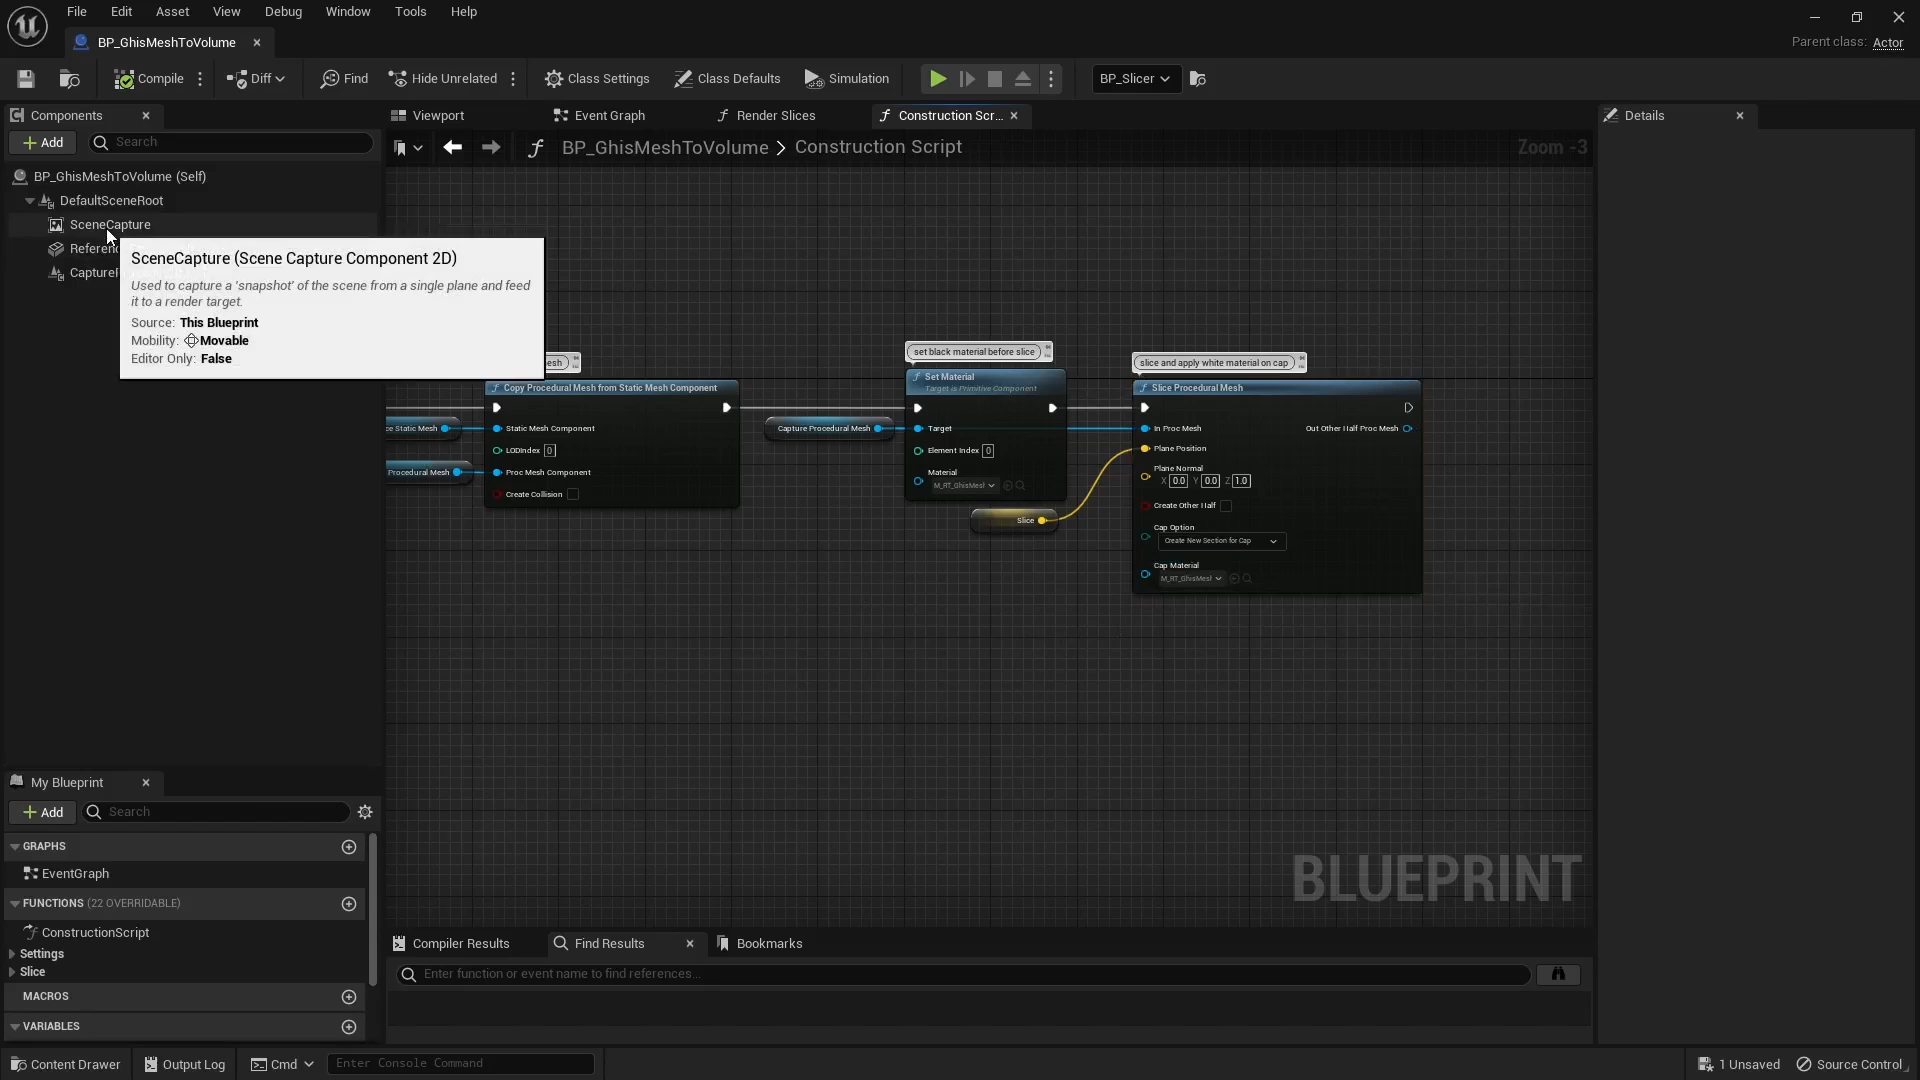 File Edit Asset View Debug Window Tools Help
BP_GhisMeshToVolume
Parent class: Actor
Compile Diff Find Hide Unrelated Class Settings Class Defaults Simulation BP_Slicer
Components
Viewport Event Graph Render Slices Construction Scr... Details
Add Search
BP_GhisMeshToVolume > Construction Script
Zoom -3
BP_GhisMeshToVolume (Self)
DefaultSceneRoot
SceneCapture
SceneCapture (Scene Capture Component 2D)
Used to capture a 'snapshot' of the scene from a single plane and feed
it to a render target.
Source: This Blueprint
Mobility: Movable
Editor Only: False
set black material before slice
slice and apply white material on cap
Copy Procedural Mesh from Static Mesh Component
Static Mesh Component
LODIndex 0
Proc Mesh Component
Create Collision
ce Static Mesh
Procedural Mesh
Capture Procedural Mesh
Set Material
Target is Primitive Component
Target
Element Index 0
Material
M_RT_GhisMesh
Slice
Slice Procedural Mesh
In Proc Mesh Out Other Half Proc Mesh
Plane Position
Plane Normal
X 0.0 Y 0.0 Z 1.0
Create Other Half
Cap Option
Create New Section for Cap
Cap Material
M_RT_GhisMesh
BLUEPRINT
My Blueprint
Add Search
GRAPHS
EventGraph
FUNCTIONS (22 OVERRIDABLE)
ConstructionScript
Settings
Slice
MACROS
VARIABLES
Compiler Results Find Results Bookmarks
Enter function or event name to find references...
Content Drawer Output Log Cmd Enter Console Command 1 Unsaved Source Control